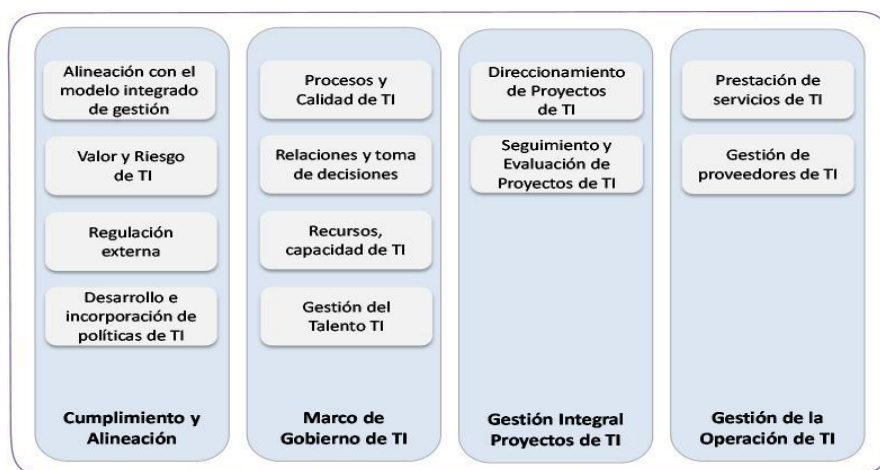 Alineación con el
modelo integrado
de gestión
Valor y Riesgo
de TI
Regulación
externa
Desarrollo e
incorporación de
políticas de TI
Cumplimiento y
Alineación
Procesos y
Calidad de TI
Relaciones y toma
de decisiones
Recursos,
capacidad de TI
Gestión del
Talento TI
Marco de
Gobierno de TI
Direccionamiento
de Proyectos
de TI
Seguimiento y
Evaluación de
Proyectos de TI
Gestión Integral
Proyectos de TI
Prestación de
servicios de TI
Gestión de
proveedores de TI
Gestión de la
Operación de TI